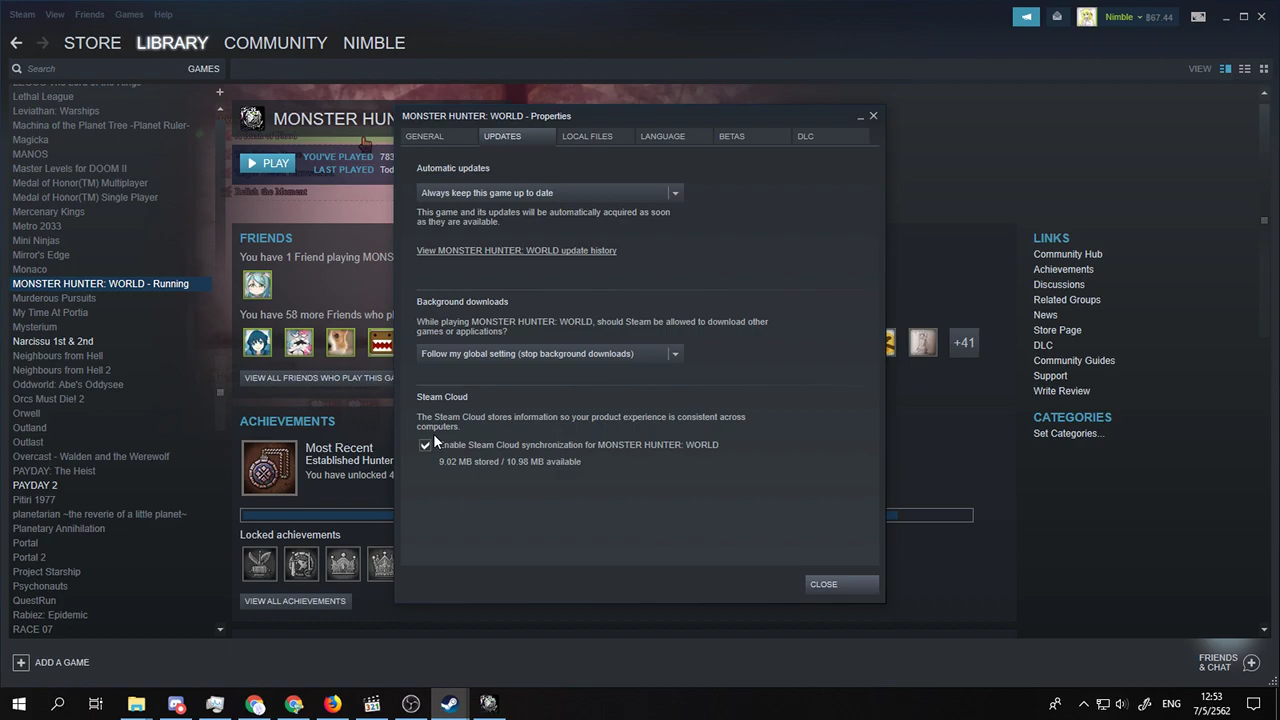 Steam View Friends Games Help
Nimble ฿67.44
STORE LIBRARY COMMUNITY NIMBLE
Search GAMES
VIEW
Lethal League
Leviathan: Warships
Machina of the Planet Tree -Planet Ruler-
Magicka
MANOS
Master Levels for DOOM II
Medal of Honor(TM) Multiplayer
Medal of Honor(TM) Single Player
Mercenary Kings
Metro 2033
Mini Ninjas
Mirror's Edge
Monaco
MONSTER HUNTER: WORLD - Running
Murderous Pursuits
My Time At Portia
Mysterium
Narcissu 1st & 2nd
Neighbours from Hell
Neighbours from Hell 2
Oddworld: Abe's Oddysee
Orcs Must Die! 2
Orwell
Outland
Outlast
Overcast - Walden and the Werewolf
PAYDAY: The Heist
PAYDAY 2
Pitiri 1977
planetarian ~the reverie of a little planet~
Planetary Annihilation
Portal
Portal 2
Project Starship
Psychonauts
QuestRun
Rabiez: Epidemic
RACE 07
ADD A GAME
MONSTER HUN
PLAY
YOU'VE PLAYED 783
LAST PLAYED Tod
FRIENDS
You have 1 Friend playing MONS
You have 58 more Friends who pl
+41
VIEW ALL FRIENDS WHO PLAY THIS GA
ACHIEVEMENTS
Most Recent
Established Hunter
You have unlocked 4
Locked achievements
VIEW ALL ACHIEVEMENTS
MONSTER HUNTER: WORLD - Properties
GENERAL UPDATES LOCAL FILES LANGUAGE BETAS DLC
Automatic updates
Always keep this game up to date
This game and its updates will be automatically acquired as soon
as they are available.
View MONSTER HUNTER: WORLD update history
Background downloads
While playing MONSTER HUNTER: WORLD, should Steam be allowed to download other
games or applications?
Follow my global setting (stop background downloads)
Steam Cloud
The Steam Cloud stores information so your product experience is consistent across
computers.
Enable Steam Cloud synchronization for MONSTER HUNTER: WORLD
9.02 MB stored / 10.98 MB available
CLOSE
LINKS
Community Hub
Achievements
Discussions
Related Groups
News
Store Page
DLC
Community Guides
Support
Write Review
CATEGORIES
Set Categories...
FRIENDS
& CHAT
ENG
12:53
7/5/2562